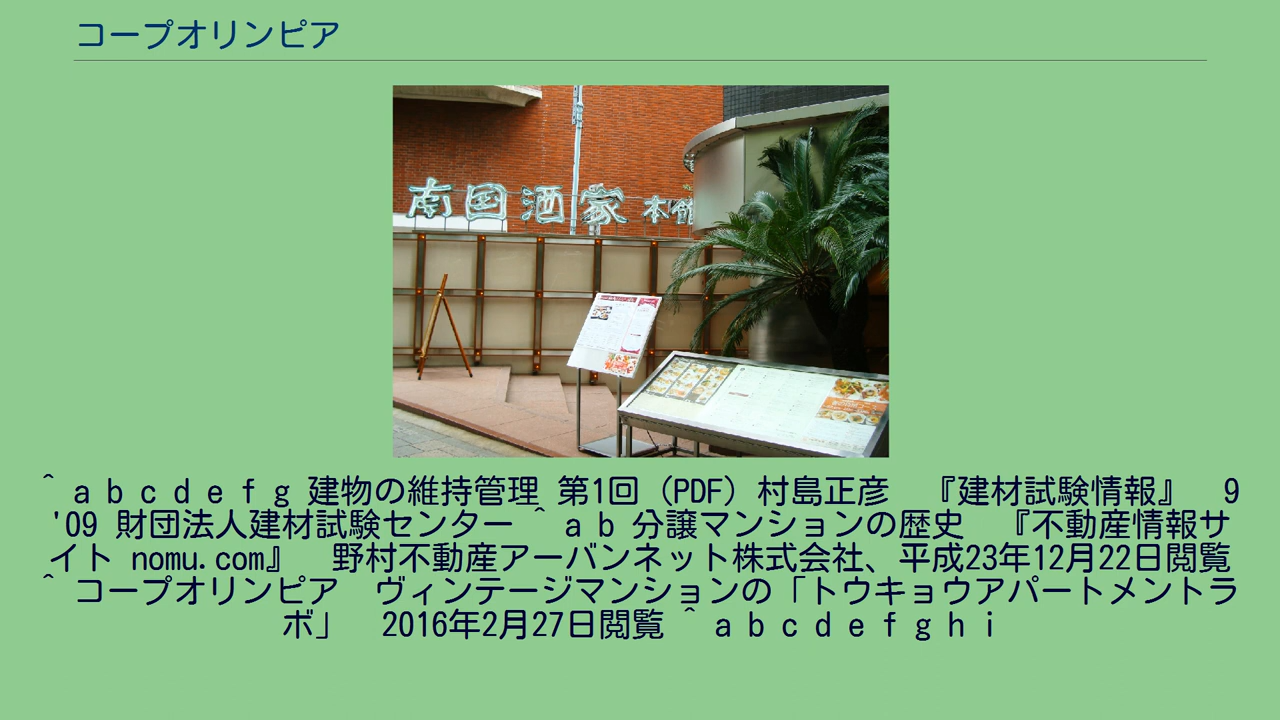 コープオリンピア
南国酒家 本館
^ a b c d e f g 建物の維持管理 第1回（PDF）村島正彦　『建材試験情報』　9
'09 財団法人建材試験センター ^ a b 分譲マンションの歴史　『不動産情報サ
イト nomu.com』　野村不動産アーバンネット株式会社、平成23年12月22日閲覧
^ コープオリンピア　ヴィンテージマンションの「トウキョウアパートメントラ
ボ」　2016年2月27日閲覧 ^ a b c d e f g h i